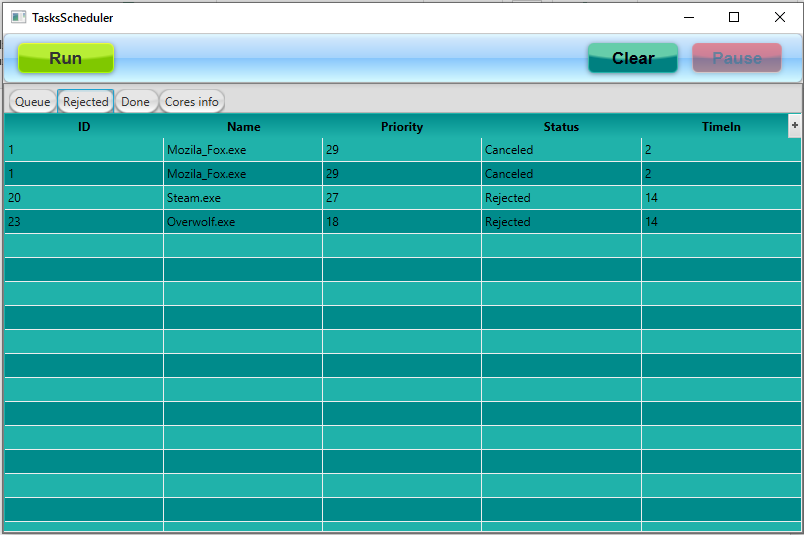 TasksScheduler
Run Clear Pause
Queue Rejected Done Cores info
ID Name Priority Status TimeIn +
1 Mozila_Fox.exe 29 Canceled 2
1 Mozila_Fox.exe 29 Canceled 2
20 Steam.exe 27 Rejected 14
23 Overwolf.exe 18 Rejected 14